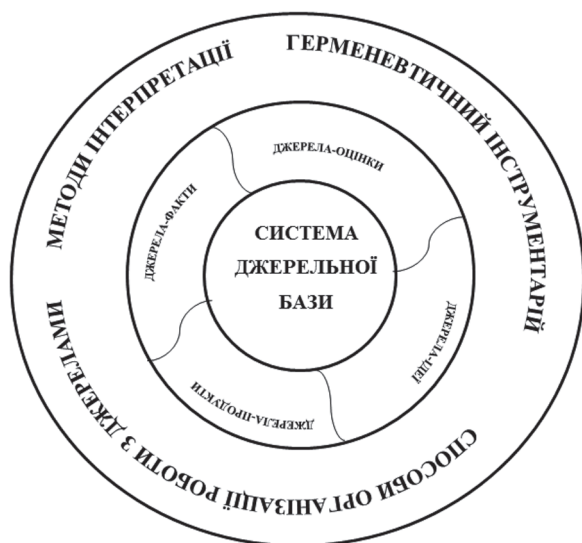 МЕТОДИ ІНТЕРПРЕТАЦІЇ
ГЕРМЕНЕВТИЧНИЙ ІНСТРУМЕНТАРІЙ
ДЖЕРЕЛА-ОЦІНКИ
ДЖЕРЕЛА-ФАКТИ
СИСТЕМА
ДЖЕРЕЛЬНОЇ
БАЗИ
ДЖЕРЕЛА-ІДЕЇ
ДЖЕРЕЛА-ПРОДУКТИ
СПОСОБИ ОРГАНІЗАЦІЇ РОБОТИ З ДЖЕРЕЛАМИ